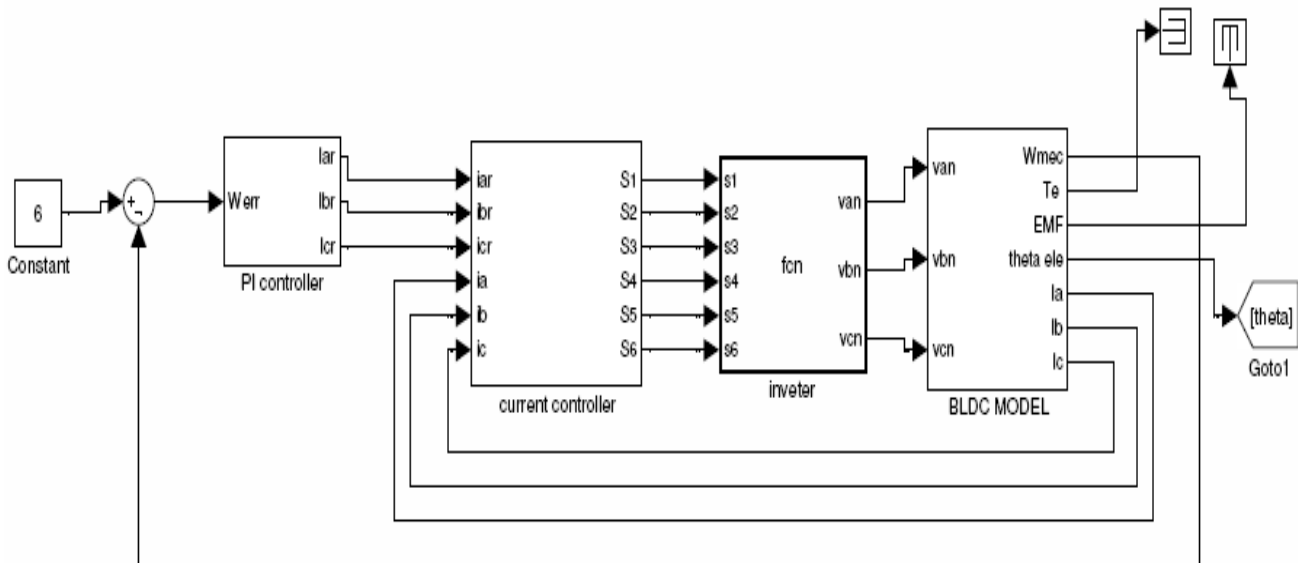 6
Constant
Werr
Iar
Ibr
Icr
PI controller
iar
ibr
icr
ia
ib
ic
S1
S2
S3
S4
S5
S6
current controller
s1
s2
s3
s4
s5
s6
fcn
van
vbn
vcn
inveter
van
vbn
vcn
Wmec
Te
EMF
theta ele
Ia
Ib
Ic
BLDC MODEL
[theta]
Goto1